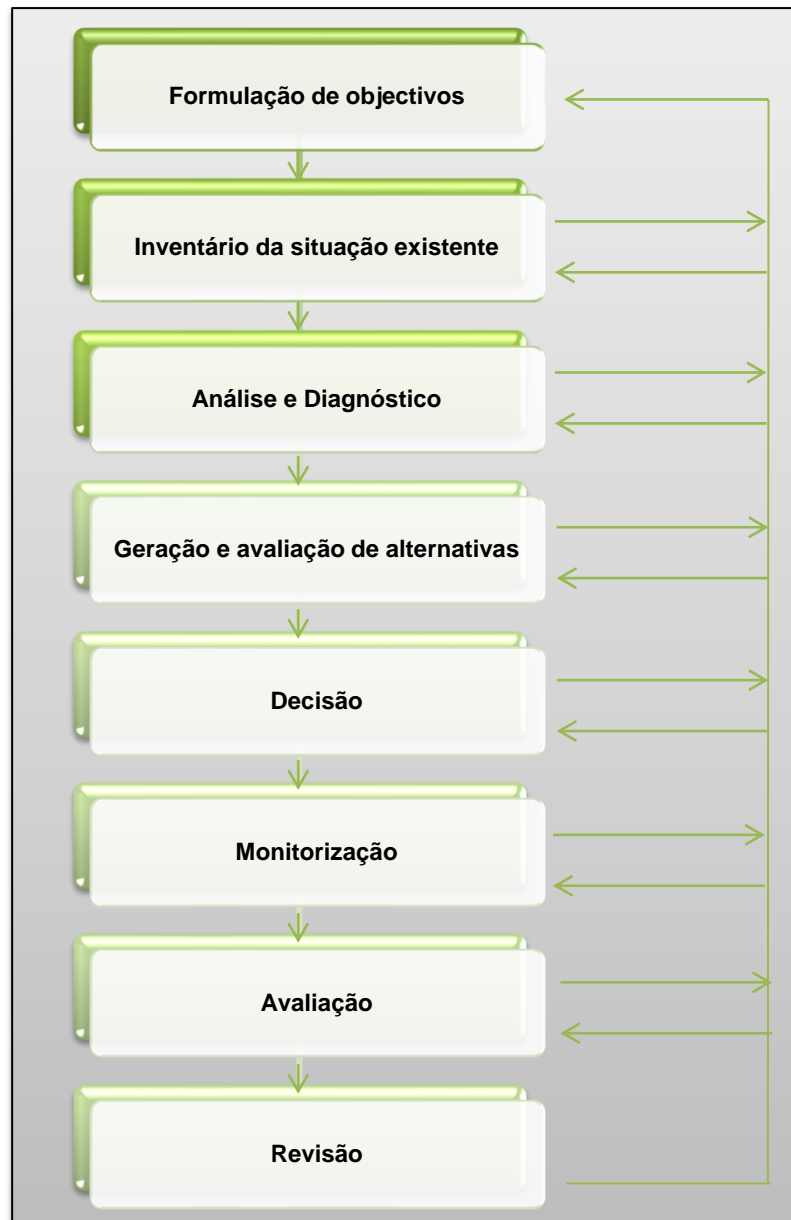 Formulação de objectivos
Inventário da situação existente
Análise e Diagnóstico
Geração e avaliação de alternativas
Decisão
Monitorização
Avaliação
Revisão